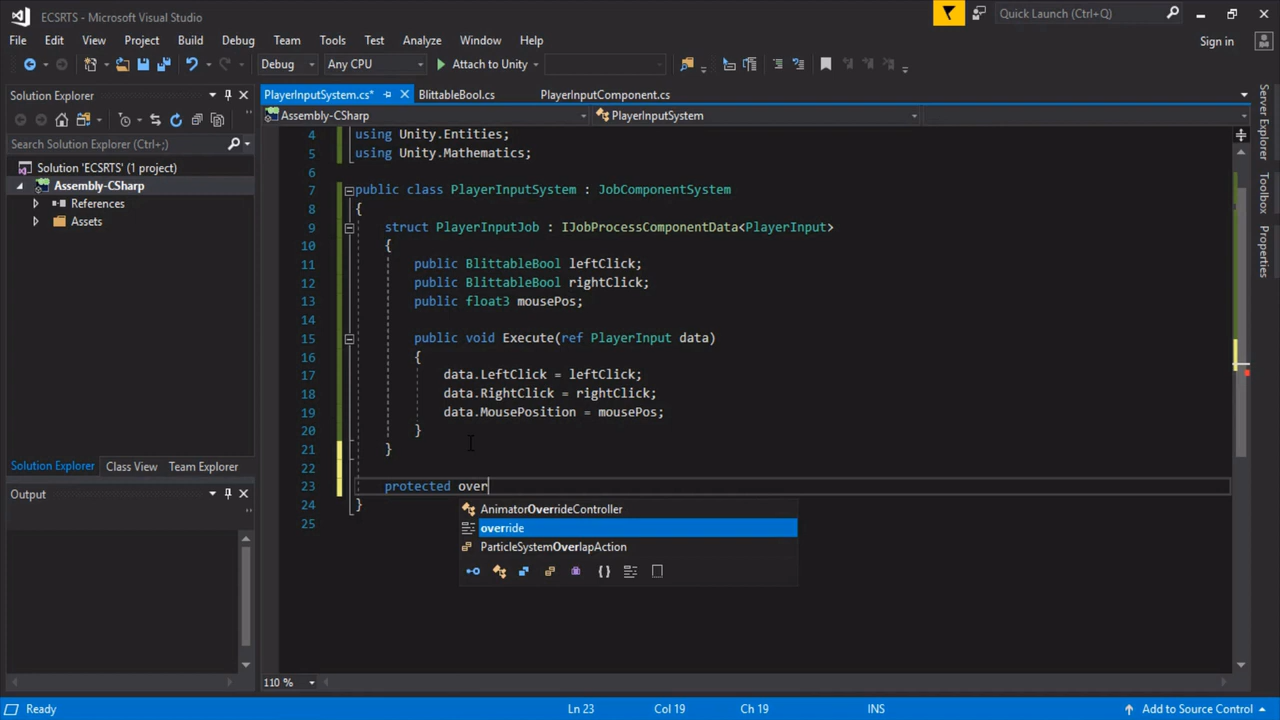 ECSRTS - Microsoft Visual Studio
Quick Launch (Ctrl+Q)
File Edit View Project Build Debug Team Tools Test Analyze Window Help
Sign in
Debug Any CPU Attach to Unity
Solution Explorer
PlayerInputSystem.cs* BlittableBool.cs PlayerInputComponent.cs
Assembly-CSharp PlayerInputSystem
Search Solution Explorer (Ctrl+;)
Solution 'ECSRTS' (1 project)
Assembly-CSharp
References
Assets
Solution Explorer Class View Team Explorer
Output
4 using Unity.Entities;
5 using Unity.Mathematics;
6
7 public class PlayerInputSystem : JobComponentSystem
8 {
9 struct PlayerInputJob : IJobProcessComponentData<PlayerInput>
10 {
11 public BlittableBool leftClick;
12 public BlittableBool rightClick;
13 public float3 mousePos;
14
15 public void Execute(ref PlayerInput data)
16 {
17 data.LeftClick = leftClick;
18 data.RightClick = rightClick;
19 data.MousePosition = mousePos;
20 }
21 }
22
23 protected over
24 }
25
AnimatorOverrideController
override
ParticleSystemOverlapAction
Server Explorer
Toolbox
Properties
110 %
Ready Ln 23 Col 19 Ch 19 INS Add to Source Control